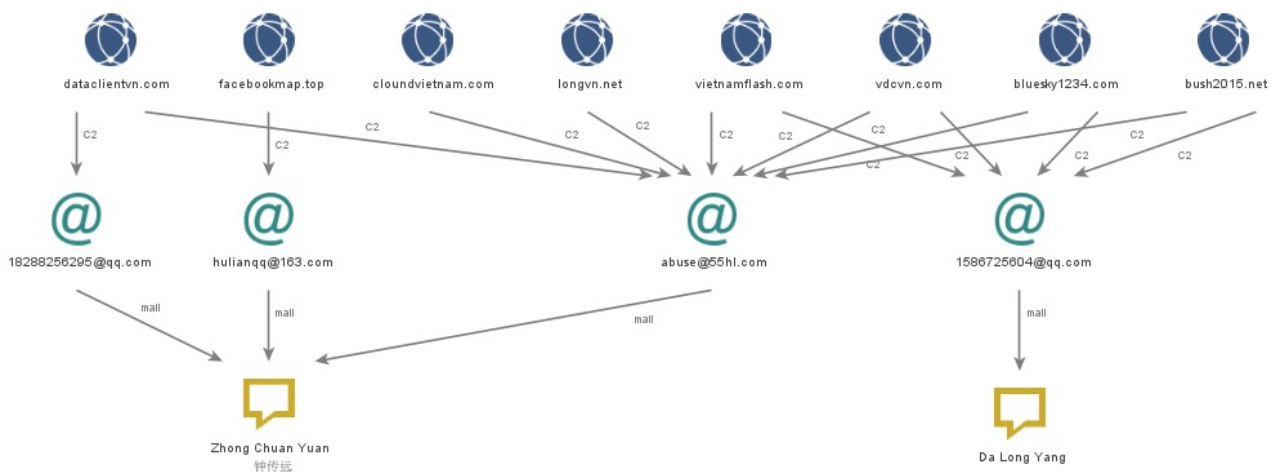 dataclientvn.com
facebookmap.top
cloundvietnam.com
longvn.net
vietnamflash.com
vdcvn.com
bluesky1234.com
bush2015.net
C2
C2
C2
C2
C2
C2
C2
C2
C2
C2
C2
C2
18288256295@qq.com
hulianqq@163.com
abuse@55hl.com
1586725604@qq.com
mail
mail
mail
mail
Zhong Chuan Yuan
钟传远
Da Long Yang